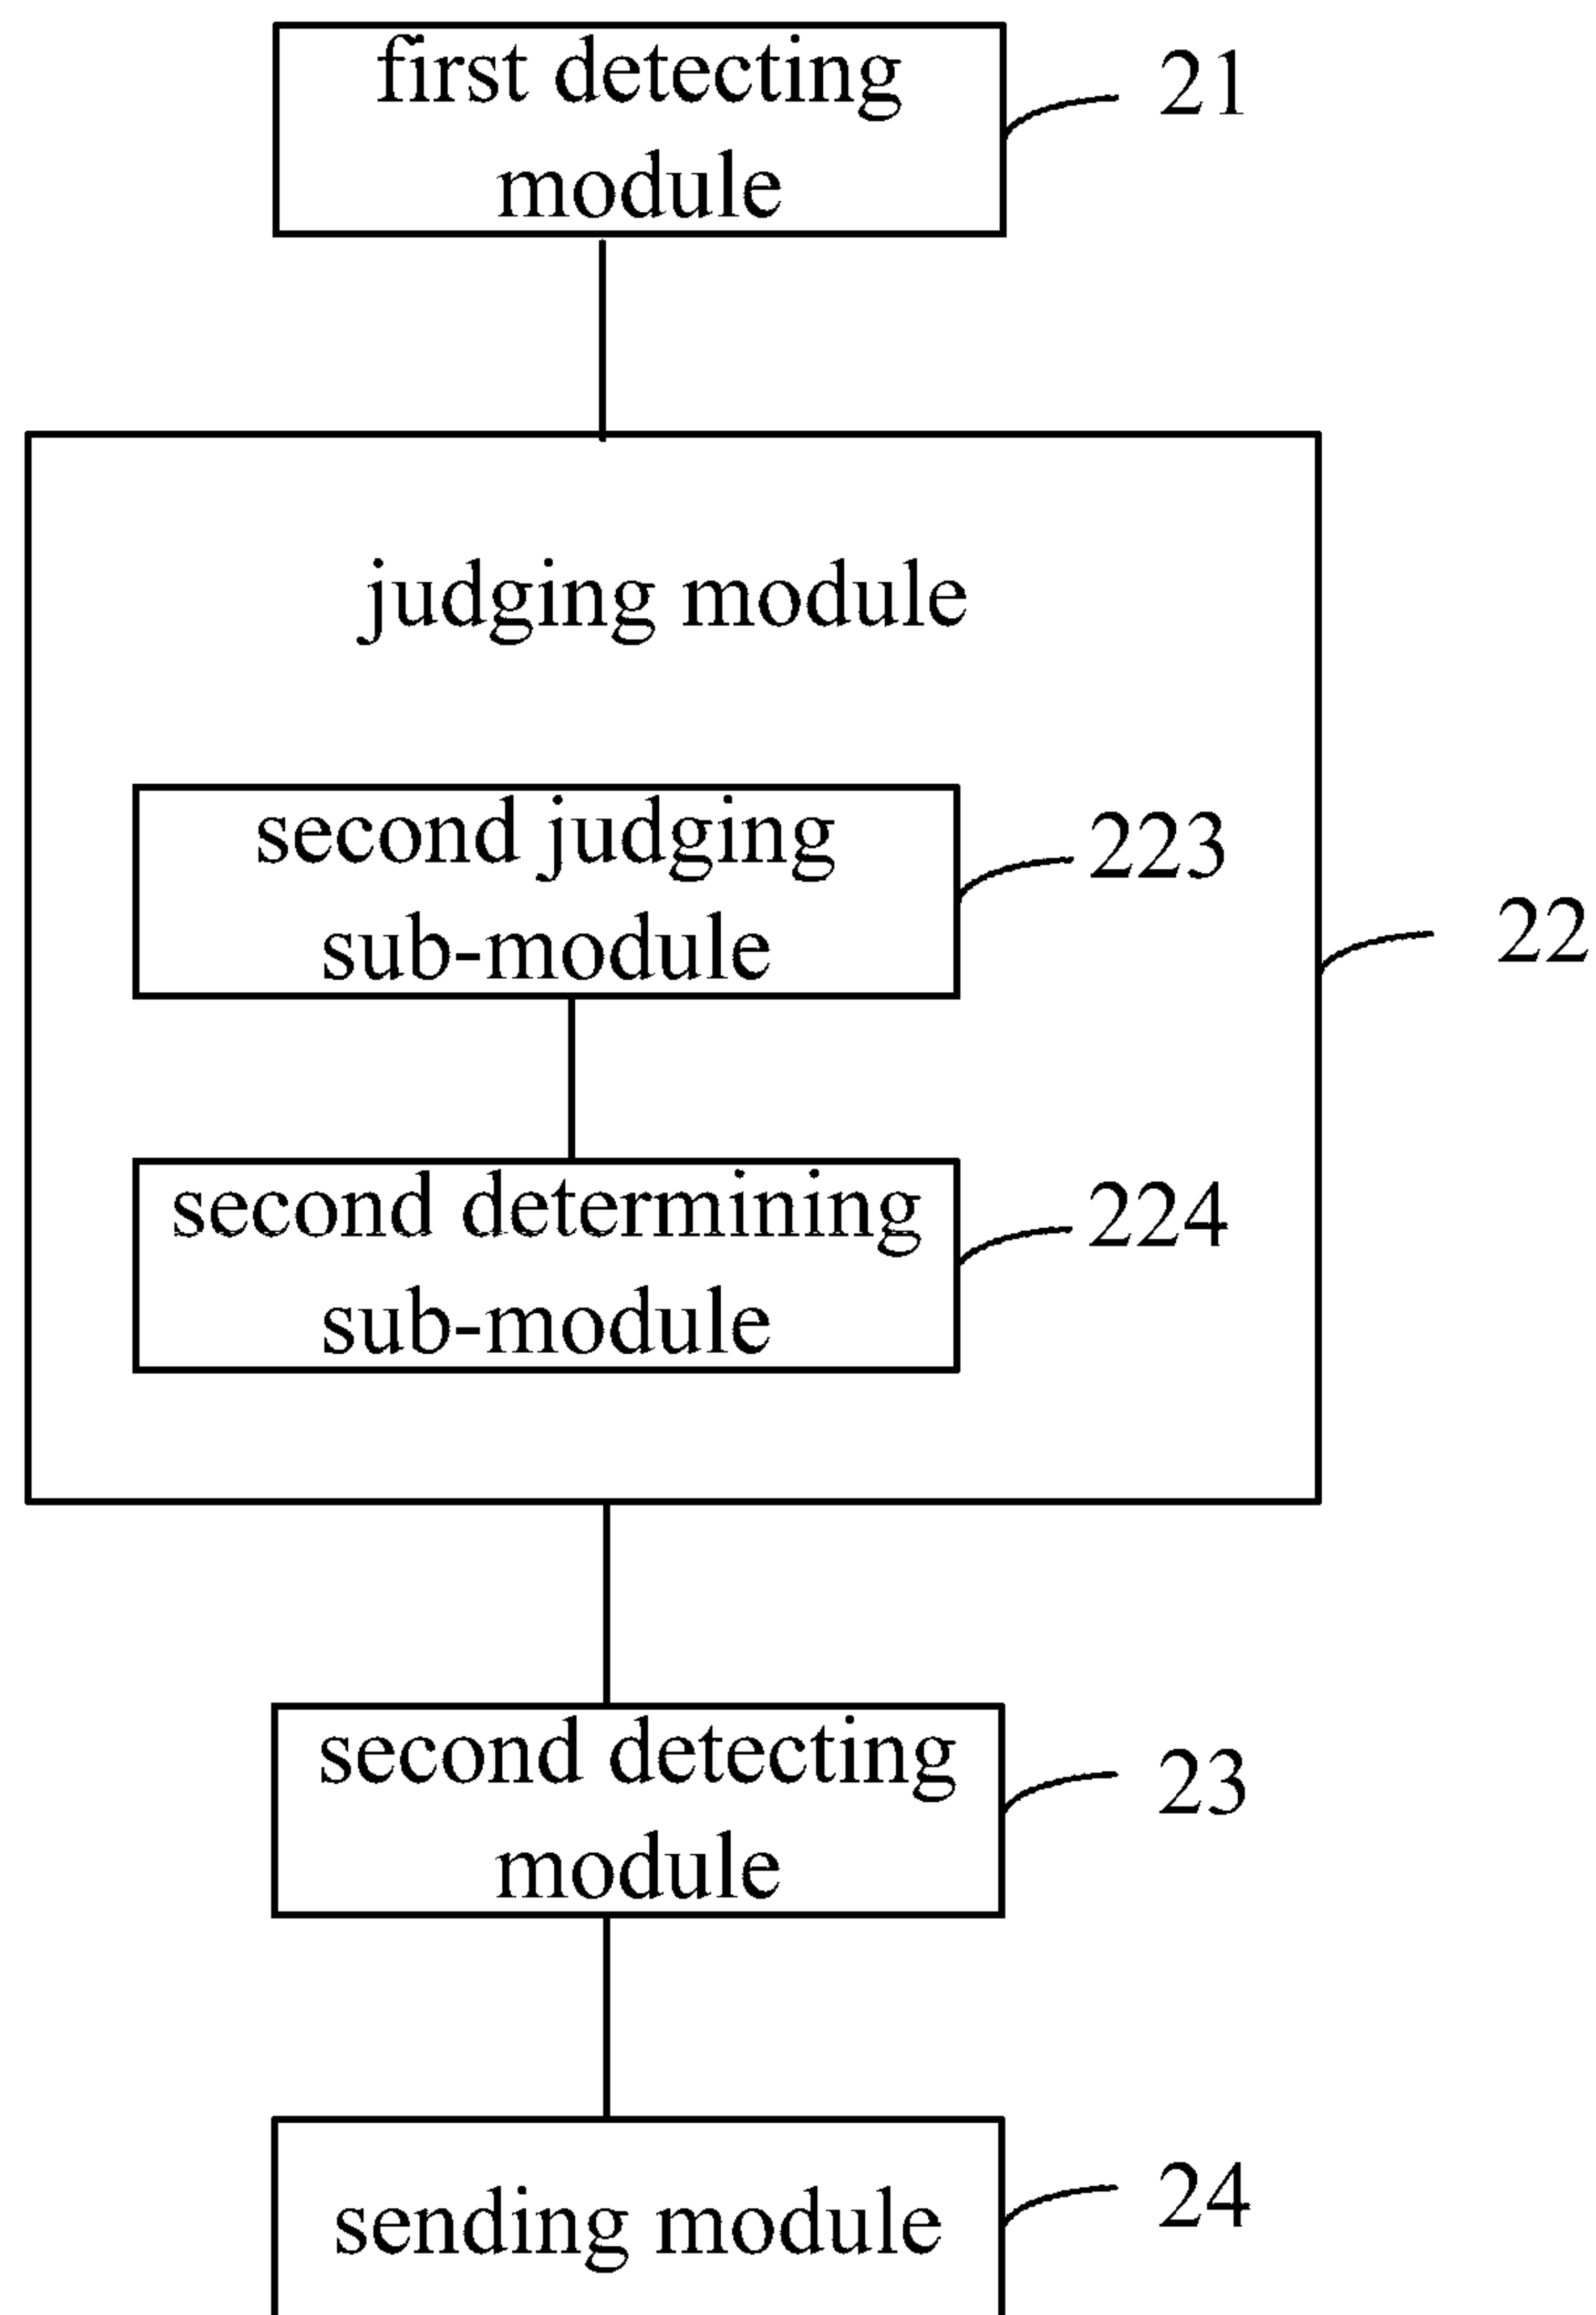 first detecting
module
21
judging module
second judging
sub-module
223
22
second determining
sub-module
224
second detecting
module
23
sending module
24